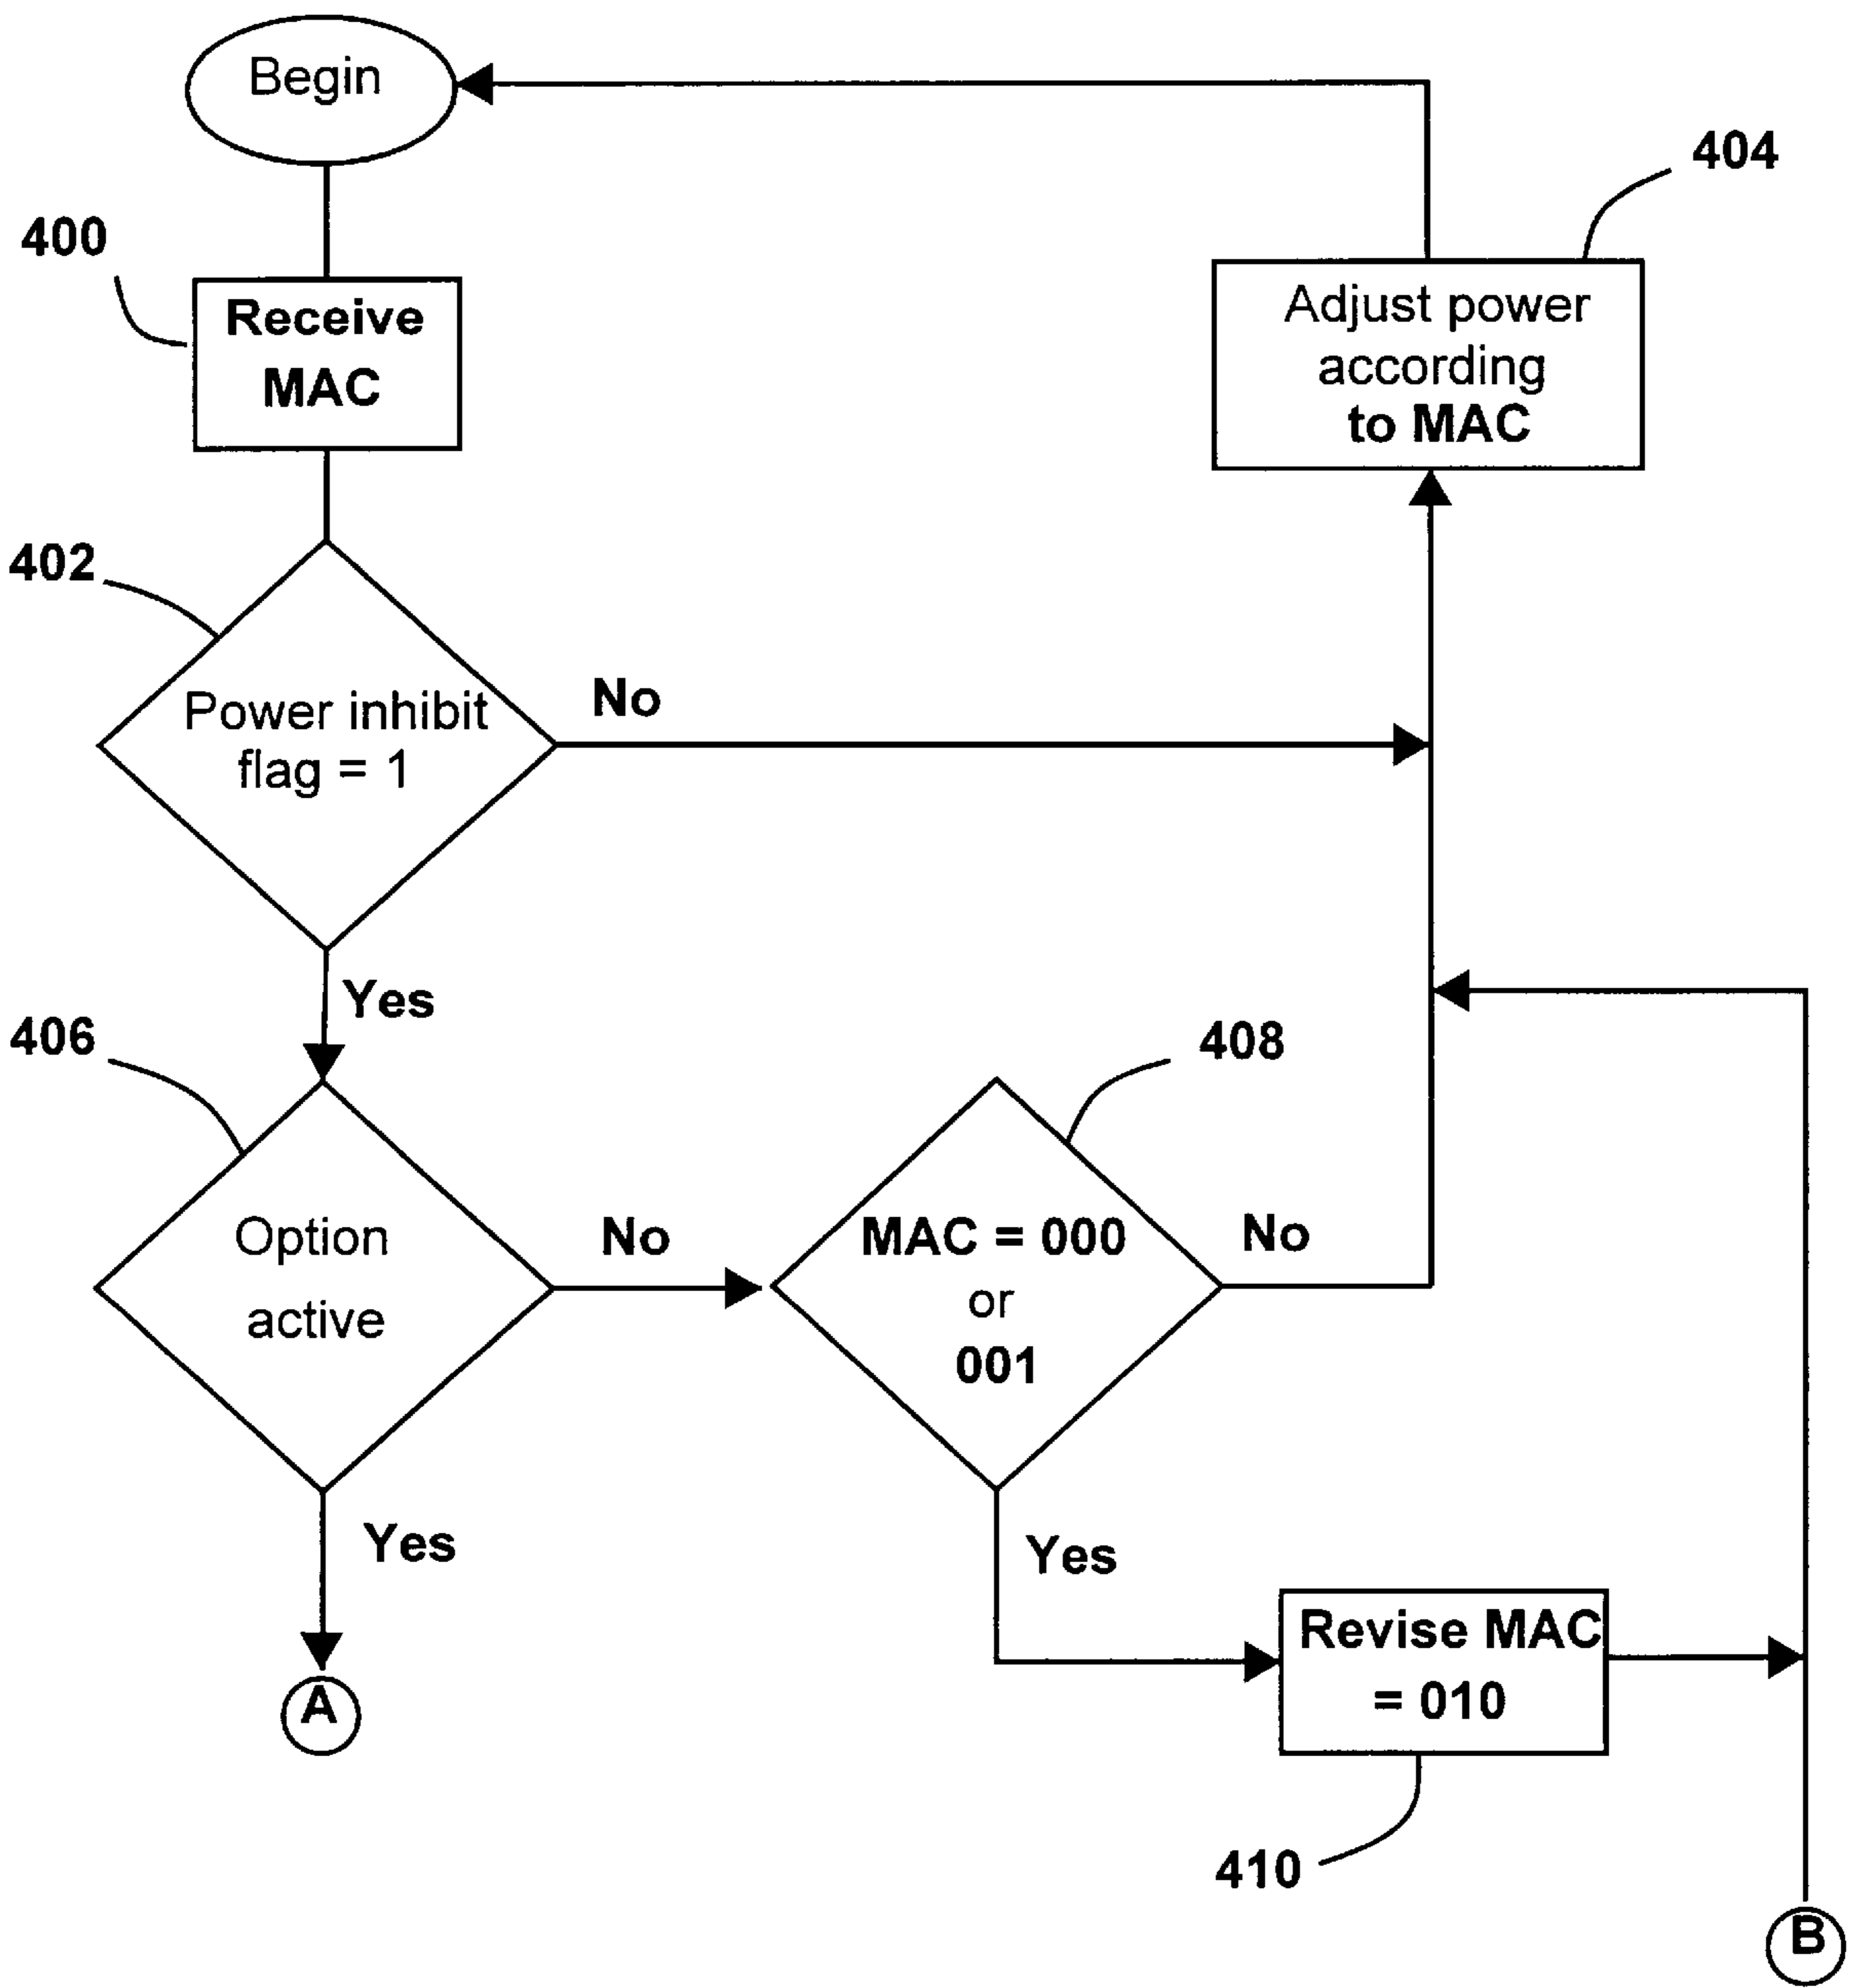 Begin
404
400
Receive
MAC
Adjust power
according
to MAC
402
Power inhibit
flag = 1
No
Yes
406
408
Option
active
No
MAC = 000
or
001
No
Yes
Yes
Revise MAC
= 010
A
410
B